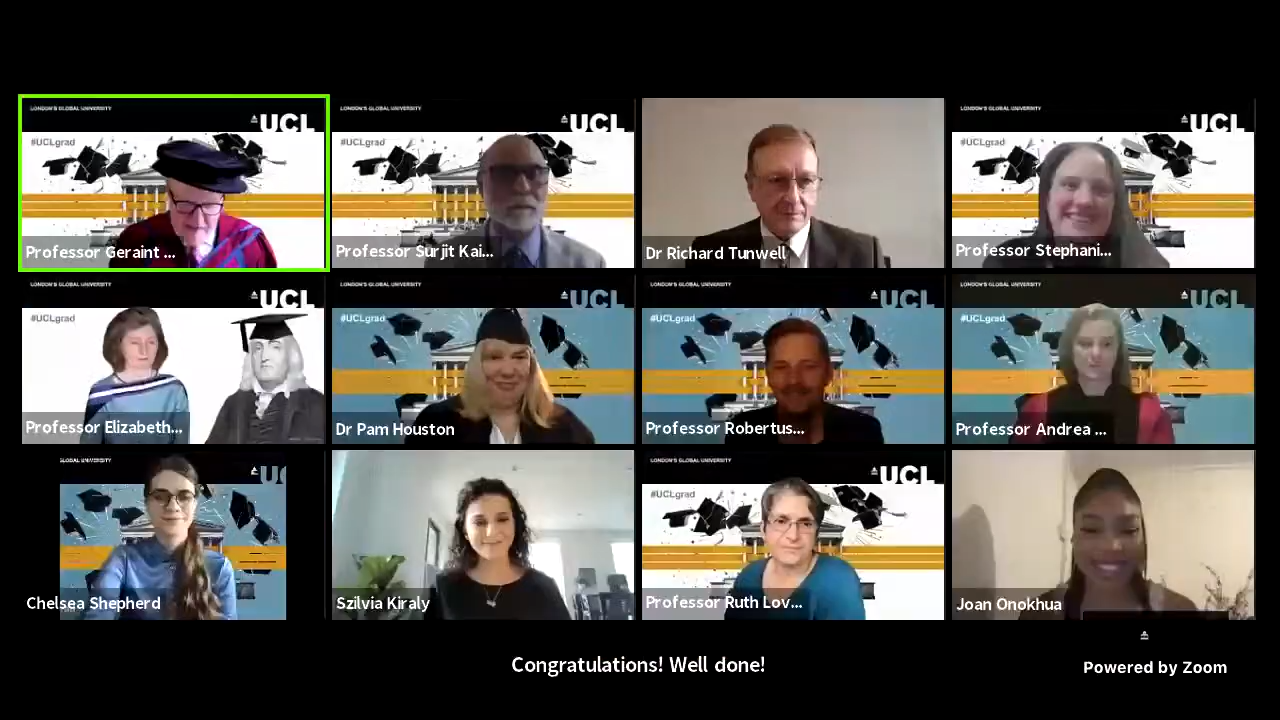 LONDON'S GLOBAL UNIVERSITY
UCL
#UCLgrad
Professor Geraint ...
LONDON'S GLOBAL UNIVERSITY
UCL
#UCLgrad
Professor Surjit Kai...
Dr Richard Tunwell
LONDON'S GLOBAL UNIVERSITY
UCL
#UCLgrad
Professor Stephani...
LONDON'S GLOBAL UNIVERSITY
UCL
#UCLgrad
Professor Elizabeth...
LONDON'S GLOBAL UNIVERSITY
UCL
#UCLgrad
Dr Pam Houston
LONDON'S GLOBAL UNIVERSITY
UCL
#UCLgrad
Professor Robertus...
LONDON'S GLOBAL UNIVERSITY
UCL
#UCLgrad
Professor Andrea ...
GLOBAL UNIVERSITY
UC
Chelsea Shepherd
Szilvia Kiraly
LONDON'S GLOBAL UNIVERSITY
UCL
#UCLgrad
Professor Ruth Lov...
Joan Onokhua
Congratulations! Well done!
Powered by Zoom